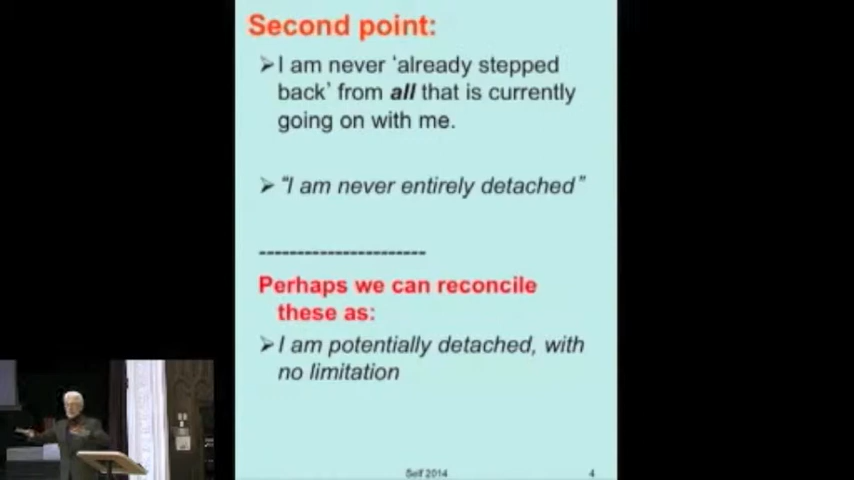 Second point:
➢I am never ‘already stepped
back’ from all that is currently
going on with me.
➢ “I am never entirely detached”
----------------------
Perhaps we can reconcile
these as:
➢I am potentially detached, with
no limitation
Self 2014 4